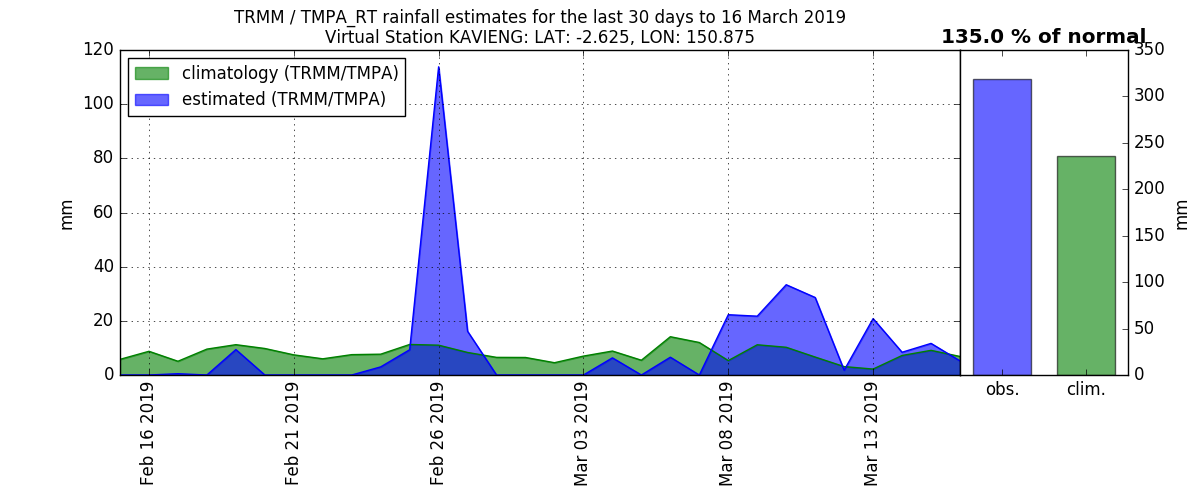 TRMM / TMPA_RT rainfall estimates for the last 30 days to 16 March 2019
Virtual Station KAVIENG: LAT: -2.625, LON: 150.875
135.0 % of normal
climatology (TRMM/TMPA)
estimated (TRMM/TMPA)
120
100
80
60
40
20
0
mm
Feb 16 2019
Feb 21 2019
Feb 26 2019
Mar 03 2019
Mar 08 2019
Mar 13 2019
obs.
clim.
350
300
250
200
150
100
50
0
mm